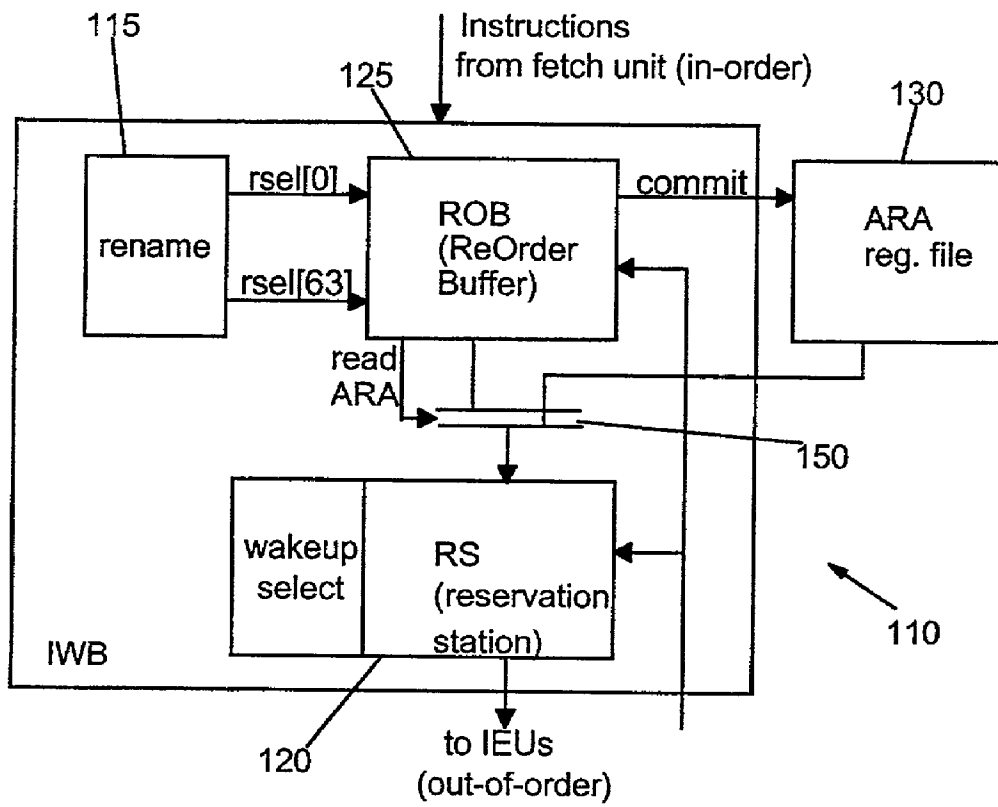 115
Instructions
from fetch unit (in-order)
125
130
rename
rsel[0]
rsel[63]
ROB
(ReOrder
Buffer)
commit
ARA
reg. file
read
ARA
150
wakeup
select
RS
(reservation
station)
110
IWB
120
to IEUs
(out-of-order)